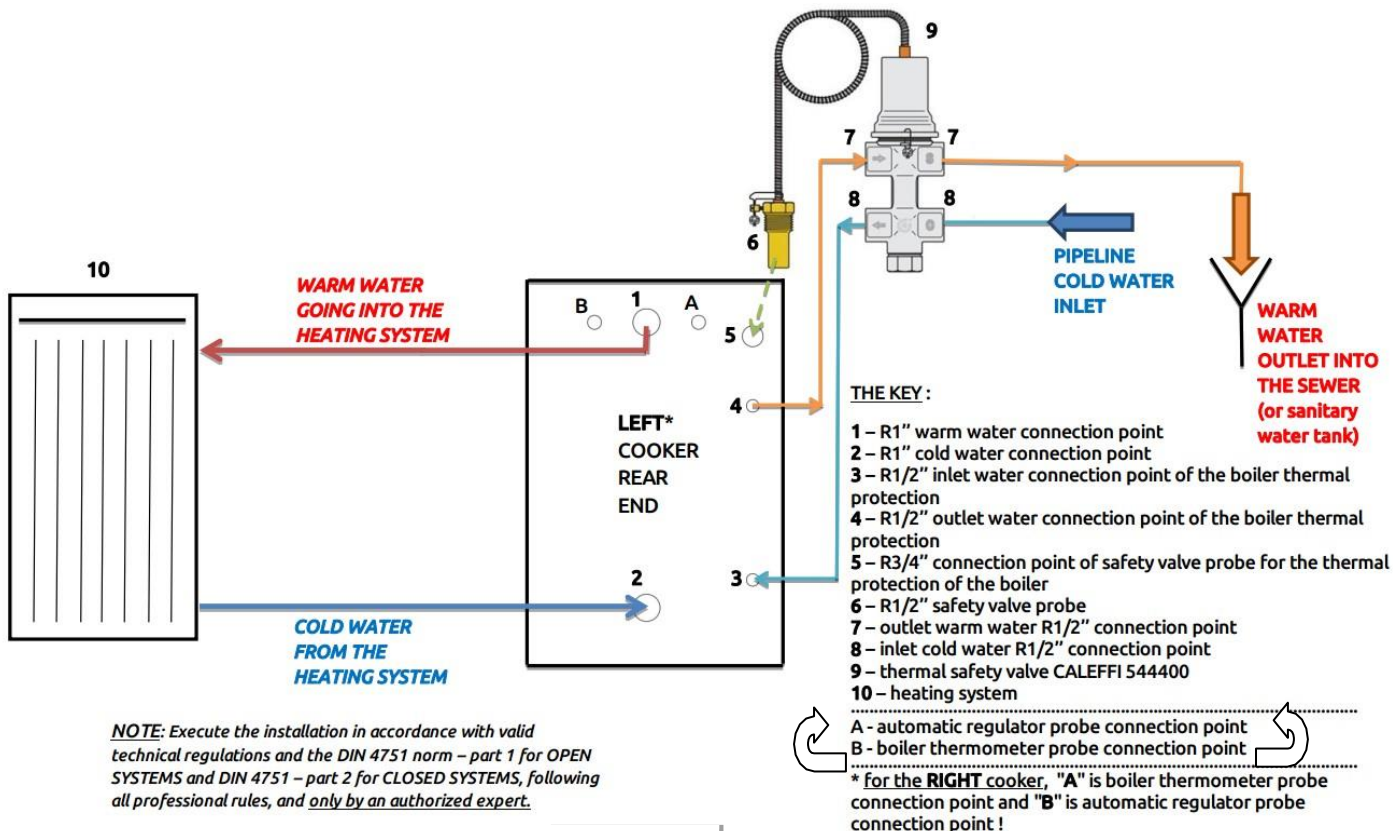 9
7
7
8
8
6
PIPELINE
COLD WATER
INLET
WARM
WATER
OUTLET INTO
THE SEWER
(or sanitary
water tank)
10
WARM WATER
GOING INTO THE
HEATING SYSTEM
B
1
A
5
4
LEFT*
COOKER
REAR
END
2
3
COLD WATER
FROM THE
HEATING SYSTEM
THE KEY :
1 – R1" warm water connection point
2 – R1" cold water connection point
3 – R1/2" inlet water connection point of the boiler thermal
protection
4 – R1/2" outlet water connection point of the boiler thermal
protection
5 – R3/4" connection point of safety valve probe for the thermal
protection of the boiler
6 – R1/2" safety valve probe
7 – outlet warm water R1/2" connection point
8 – inlet cold water R1/2" connection point
9 – thermal safety valve CALEFFI 544400
10 – heating system
A - automatic regulator probe connection point
B - boiler thermometer probe connection point
* for the RIGHT cooker, "A" is boiler thermometer probe
connection point and "B" is automatic regulator probe
connection point !
NOTE: Execute the installation in accordance with valid
technical regulations and the DIN 4751 norm – part 1 for OPEN
SYSTEMS and DIN 4751 – part 2 for CLOSED SYSTEMS, following
all professional rules, and only by an authorized expert.